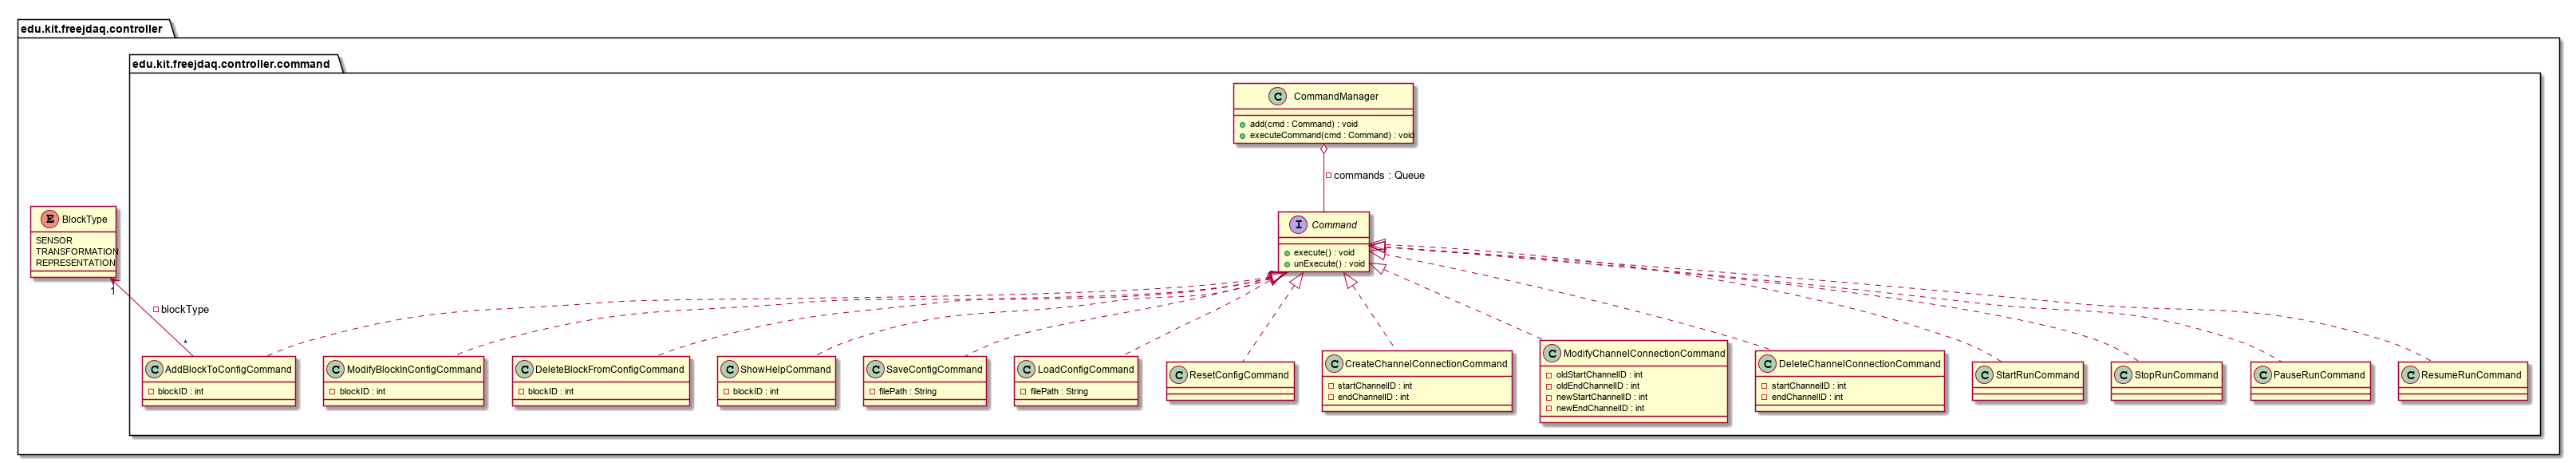 edu.kit.freejdaq.controller
edu.kit.freejdaq.controller.command
C CommandManager
add(cmd : Command) : void
executeCommand(cmd : Command) : void
commands : Queue
E BlockType
SENSOR
TRANSFORMATION
REPRESENTATION
I Command
execute() : void
unExecute() : void
1
blockType
*
C AddBlockToConfigCommand
blockID : int
C ModifyBlockInConfigCommand
blockID : int
C DeleteBlockFromConfigCommand
blockID : int
C ShowHelpCommand
blockID : int
C SaveConfigCommand
filePath : String
C LoadConfigCommand
filePath : String
C ResetConfigCommand
C CreateChannelConnectionCommand
startChannelID : int
endChannelID : int
C ModifyChannelConnectionCommand
oldStartChannelID : int
oldEndChannelID : int
newStartChannelID : int
newEndChannelID : int
C DeleteChannelConnectionCommand
startChannelID : int
endChannelID : int
C StartRunCommand
C StopRunCommand
C PauseRunCommand
C ResumeRunCommand